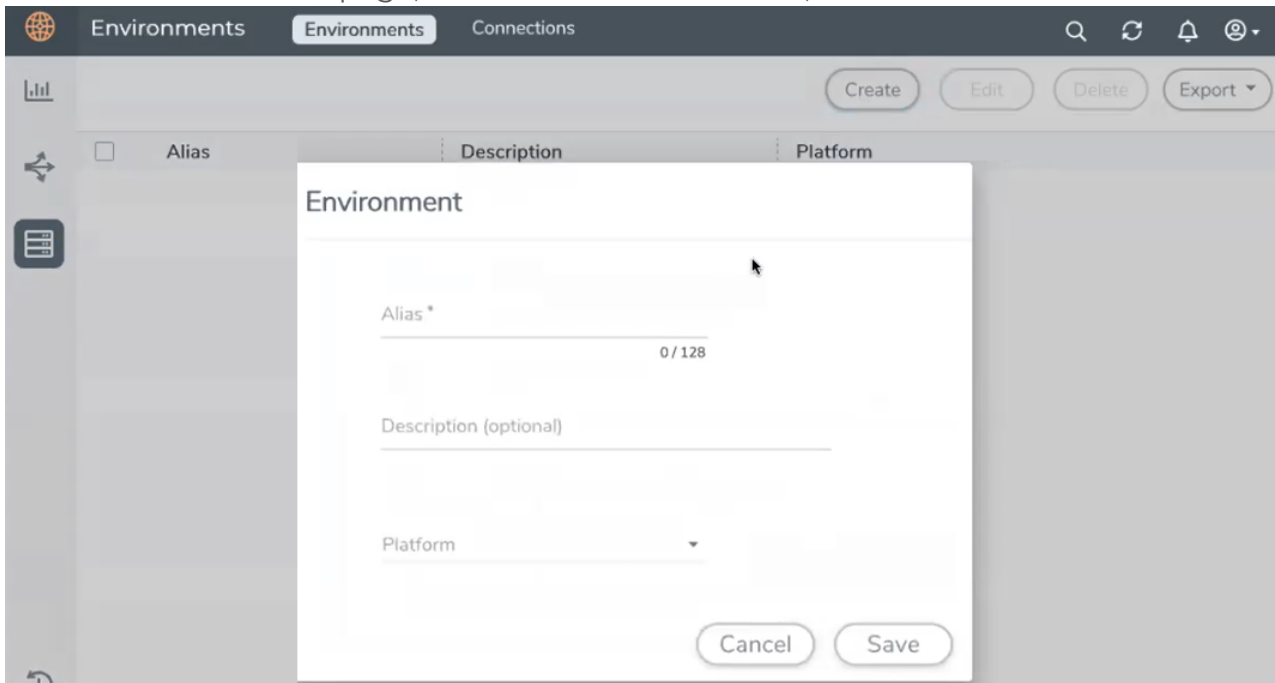 Environments Environments Connections
Create Edit Delete Export
Alias Description Platform
Environment
Alias *
0 / 128
Description (optional)
Platform
Cancel Save